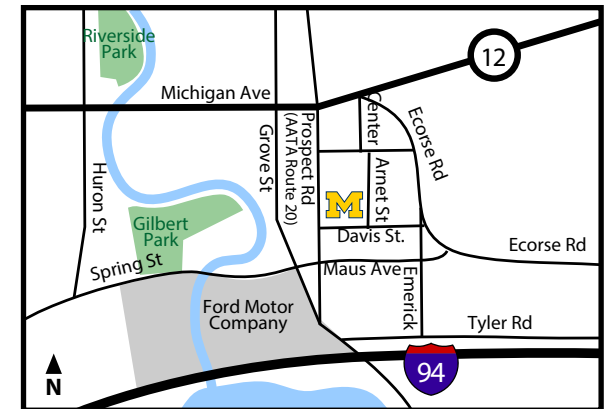 Riverside
Park
12
Michigan Ave
Center
Ecorse Rd
Prospect Rd
(AATA Route 20)
Grove St
Huron St
Arnet St
M
Gilbert
Park
Davis St.
Ecorse Rd
Spring St
Maus Ave
Emerick
Ford Motor
Company
Tyler Rd
94
N